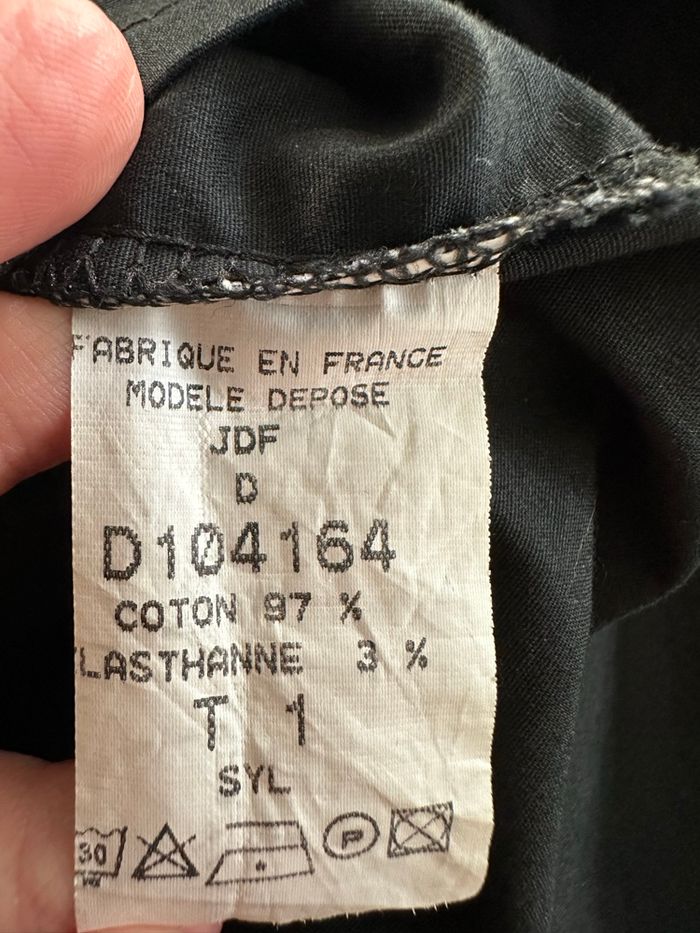 FABRIQUE EN FRANCE
MODELE DEPOSE
JDF
D
D104164
COTON 97 %
LASTHANNE 3 %
T 1
SYL
30 P